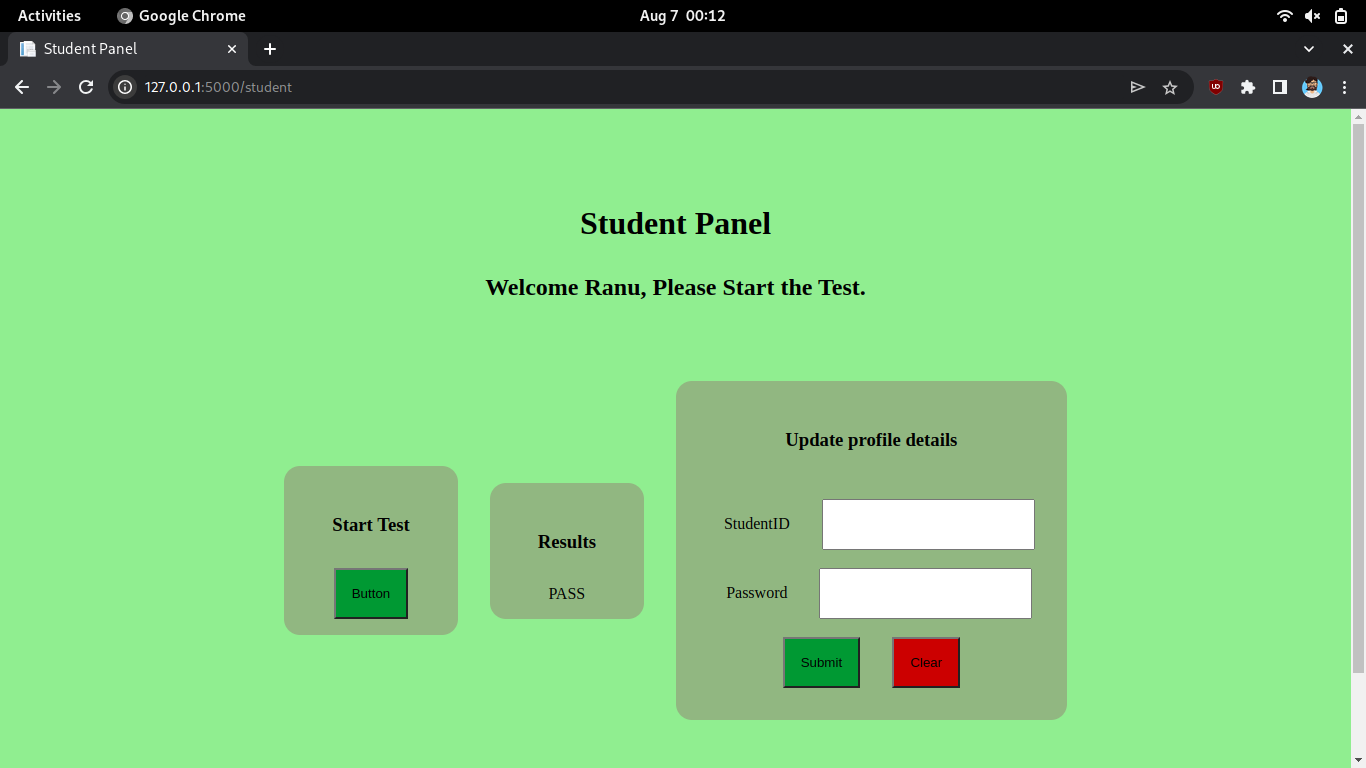 Activities
Google Chrome
Aug 7 00:12
Student Panel
127.0.0.1:5000/student
Student Panel
Welcome Ranu, Please Start the Test.
Start Test
Button
Results
PASS
Update profile details
StudentID
Password
Submit
Clear